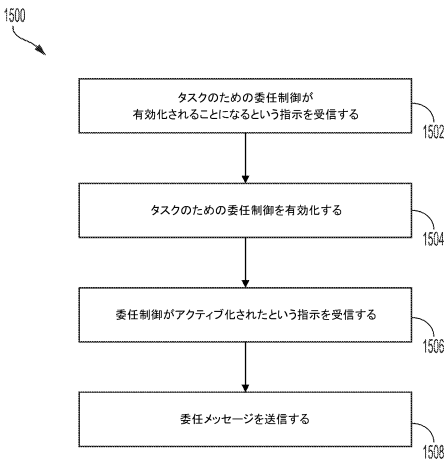 1500
タスクのための委任制御が
有効化されることになるという指示を受信する
1502
タスクのための委任制御を有効化する
1504
委任制御がアクティブ化されたという指示を受信する
1506
委任メッセージを送信する
1508